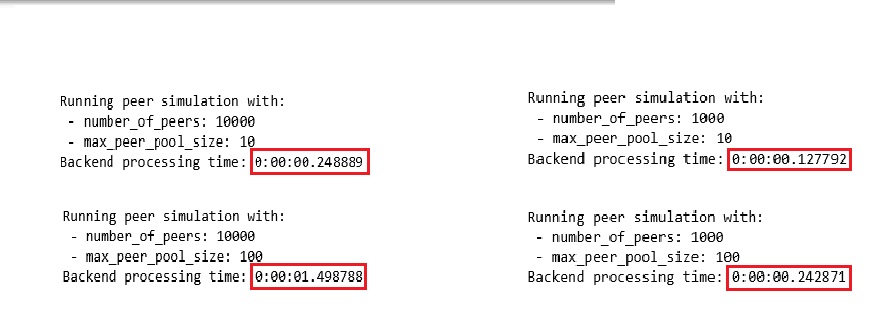 Running peer simulation with:
- number_of_peers: 10000
- max_peer_pool_size: 10
Backend processing time: 0:00:00.248889
Running peer simulation with:
- number_of_peers: 1000
- max_peer_pool_size: 10
Backend processing time: 0:00:00.127792
Running peer simulation with:
- number_of_peers: 10000
- max_peer_pool_size: 100
Backend processing time: 0:00:01.498788
Running peer simulation with:
- number_of_peers: 1000
- max_peer_pool_size: 100
Backend processing time: 0:00:00.242871